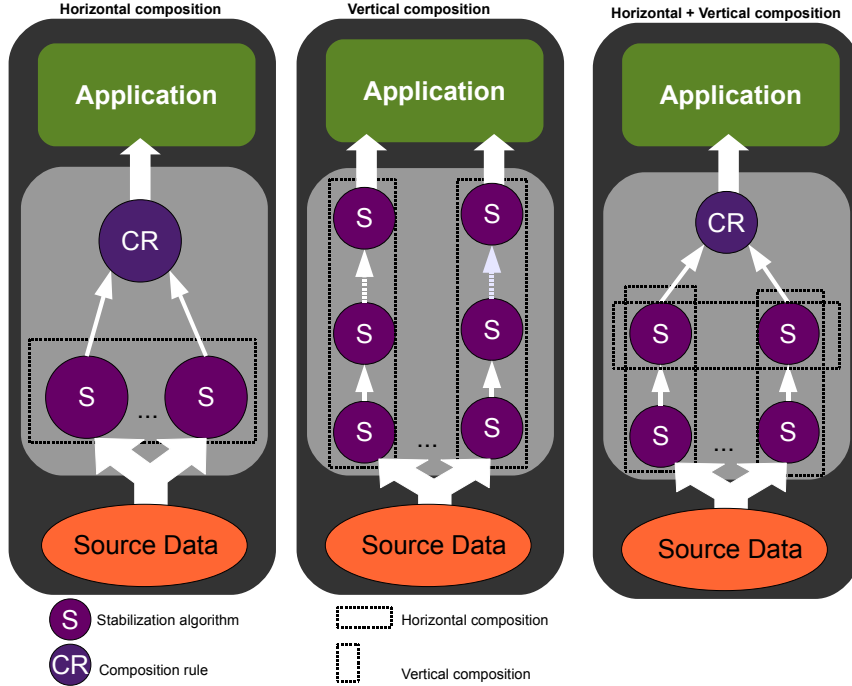 Horizontal composition
Vertical composition
Horizontal + Vertical composition
Application
Application
Application
CR
CR
S
S
S
S
S
S
S
S
S
S
S
S
...
...
...
Source Data
Source Data
Source Data
S Stabilization algorithm
Horizontal composition
CR Composition rule
Vertical composition